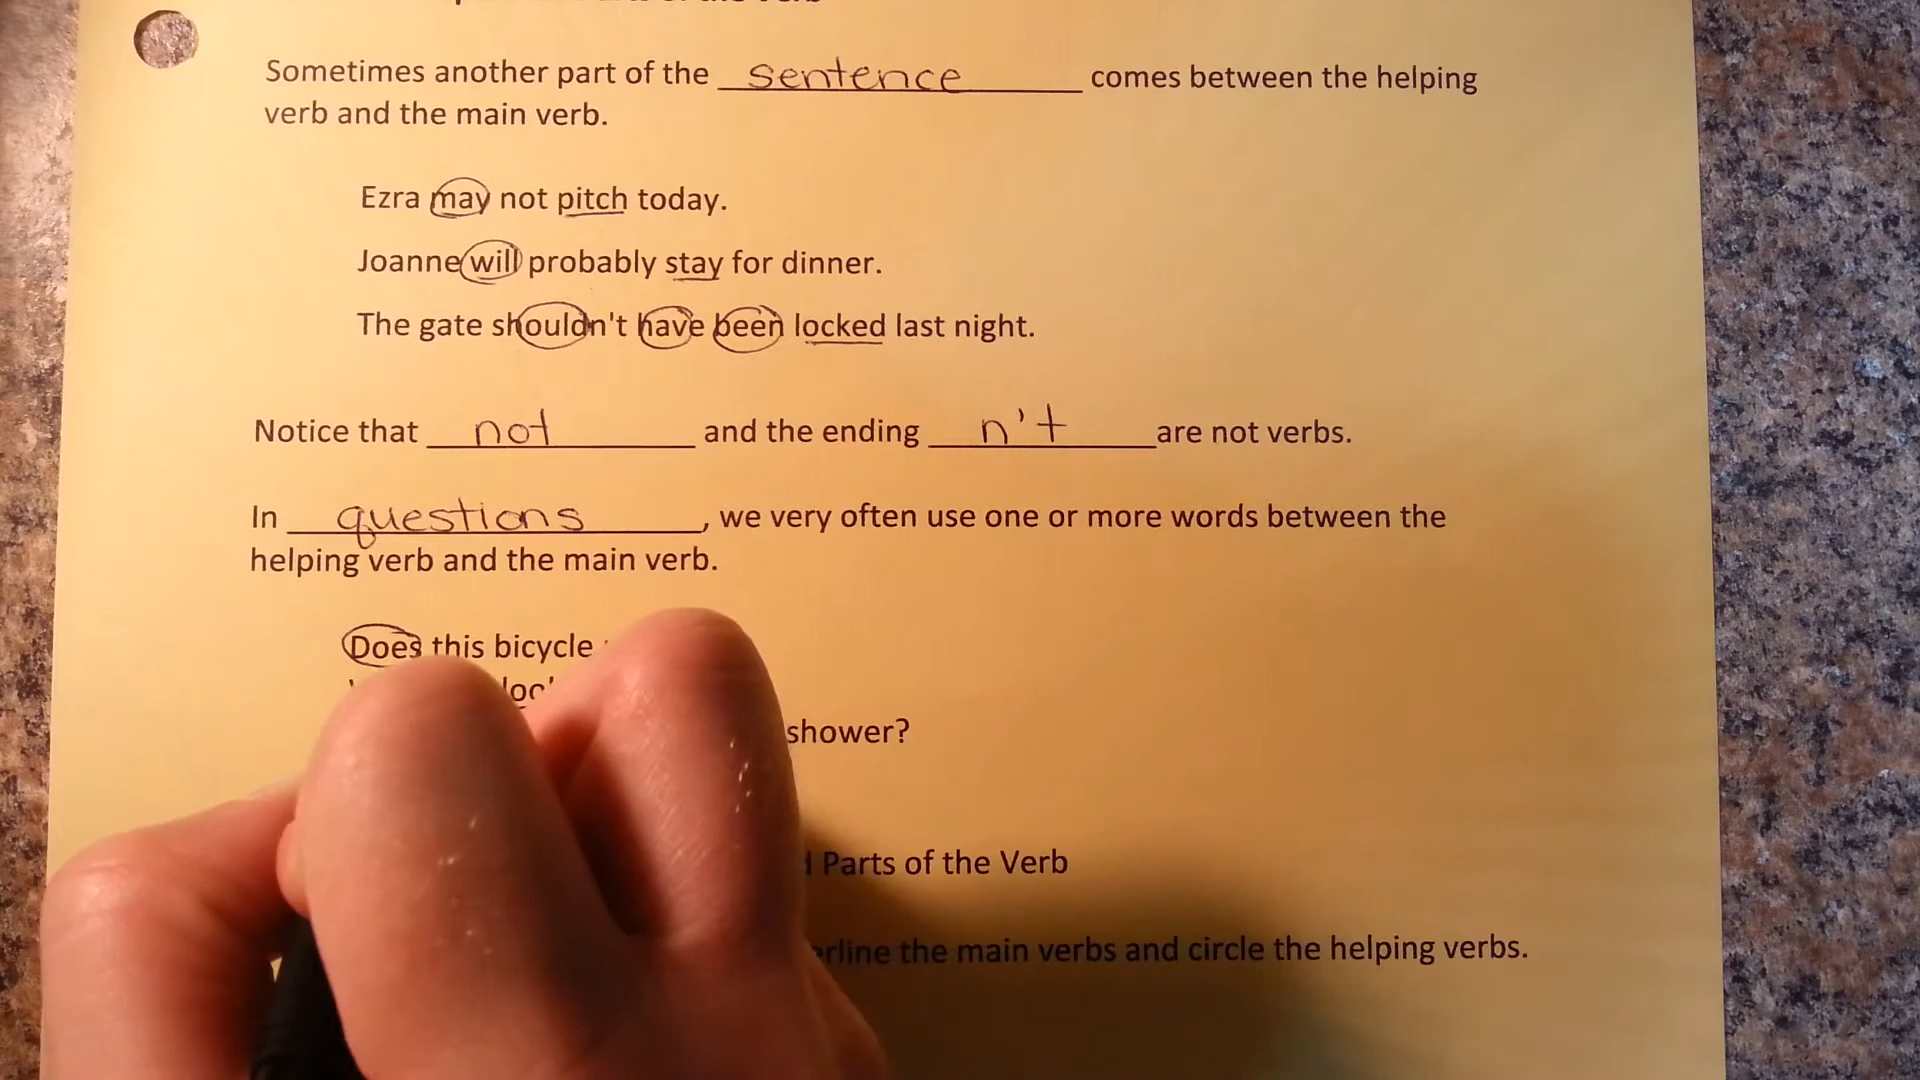 Sometimes another part of the sentence comes between the helping
verb and the main verb.
Ezra may not pitch today.
Joanne will probably stay for dinner.
The gate shouldn't have been locked last night.
Notice that not and the ending n't are not verbs.
In questions, we very often use one or more words between the
helping verb and the main verb.
Does this bicycle
shower?
Parts of the Verb
the main verbs and circle the helping verbs.